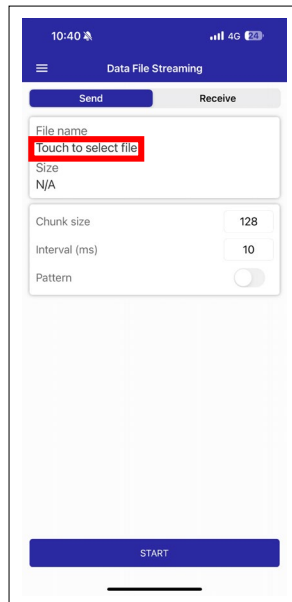 10:40
4G 24
Data File Streaming
Send Receive
File name
Touch to select file
Size
N/A
Chunk size 128
Interval (ms) 10
Pattern
START